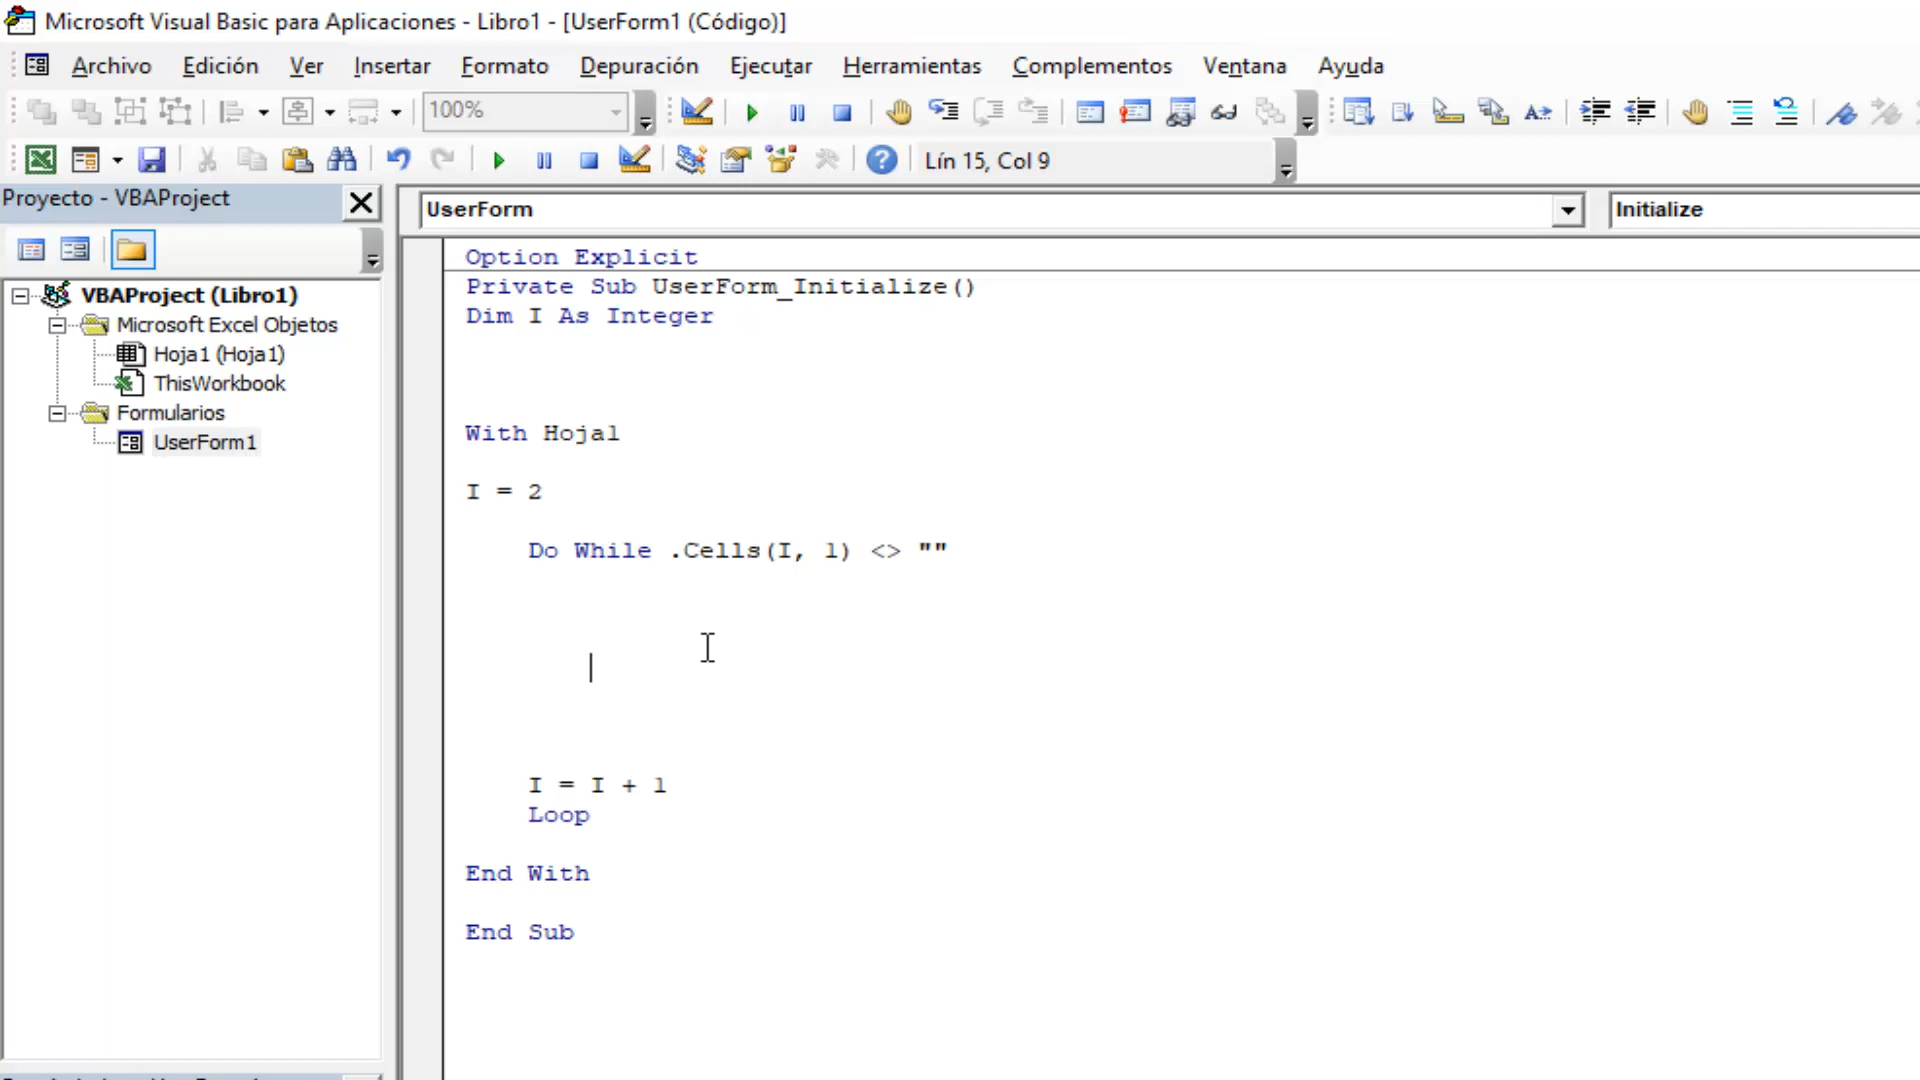 Microsoft Visual Basic para Aplicaciones - Libro1 - [UserForm1 (Código)]
Archivo Edición Ver Insertar Formato Depuración Ejecutar Herramientas Complementos Ventana Ayuda
100%
Lín 15, Col 9
Proyecto - VBAProject
UserForm
Initialize
VBAProject (Libro1)
Microsoft Excel Objetos
Hoja1 (Hoja1)
ThisWorkbook
Formularios
UserForm1
Option Explicit
Private Sub UserForm_Initialize()
Dim I As Integer
With Hoja1
I = 2
Do While .Cells(I, 1) <> ""
I = I + 1
Loop
End With
End Sub